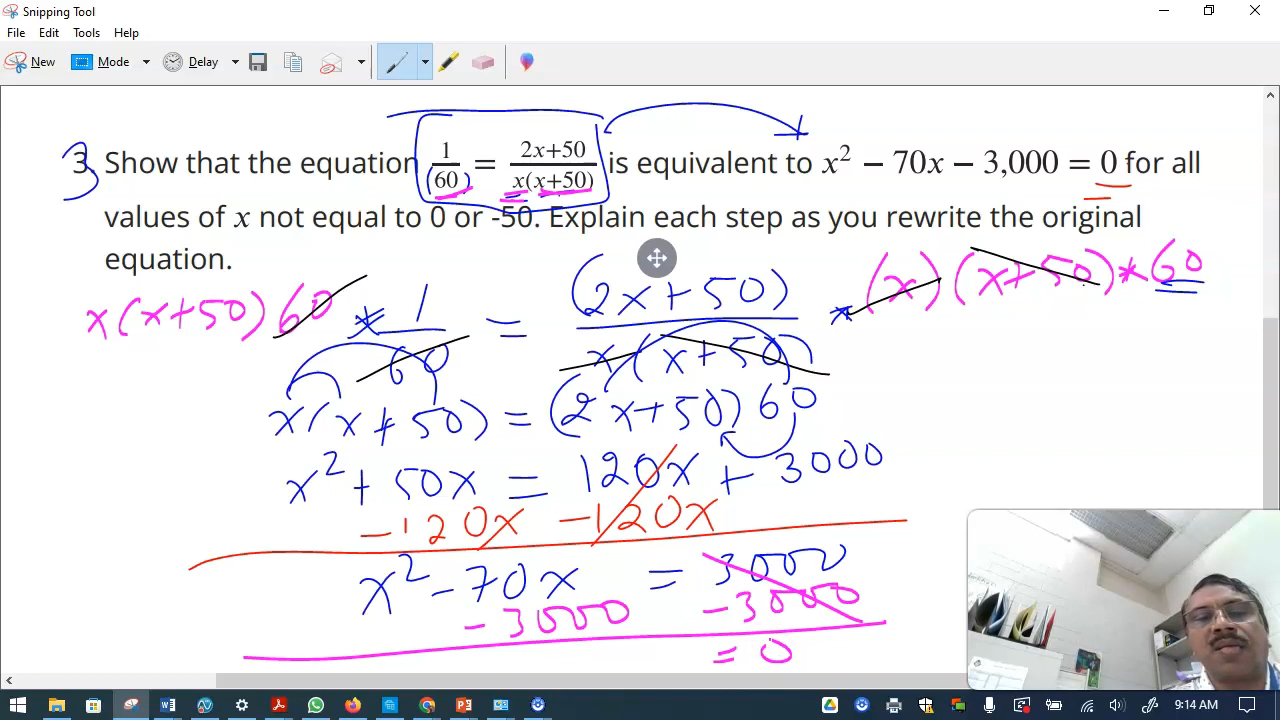 Snipping Tool
File Edit Tools Help
New Mode Delay
3. Show that the equation 1/60 = (2x+50)/(x(x+50)) is equivalent to x² − 70x − 3,000 = 0 for all
values of x not equal to 0 or -50. Explain each step as you rewrite the original
equation.
x(x+50) 60 * 1/60 = (2x+50)/(x(x+50)) * (x)(x+50)*60
x(x+50) = (2x+50)60
x² + 50x = 120x + 3000
−120x −120x
x² − 70x = 3000
−3000 −3000
= 0
9:14 AM